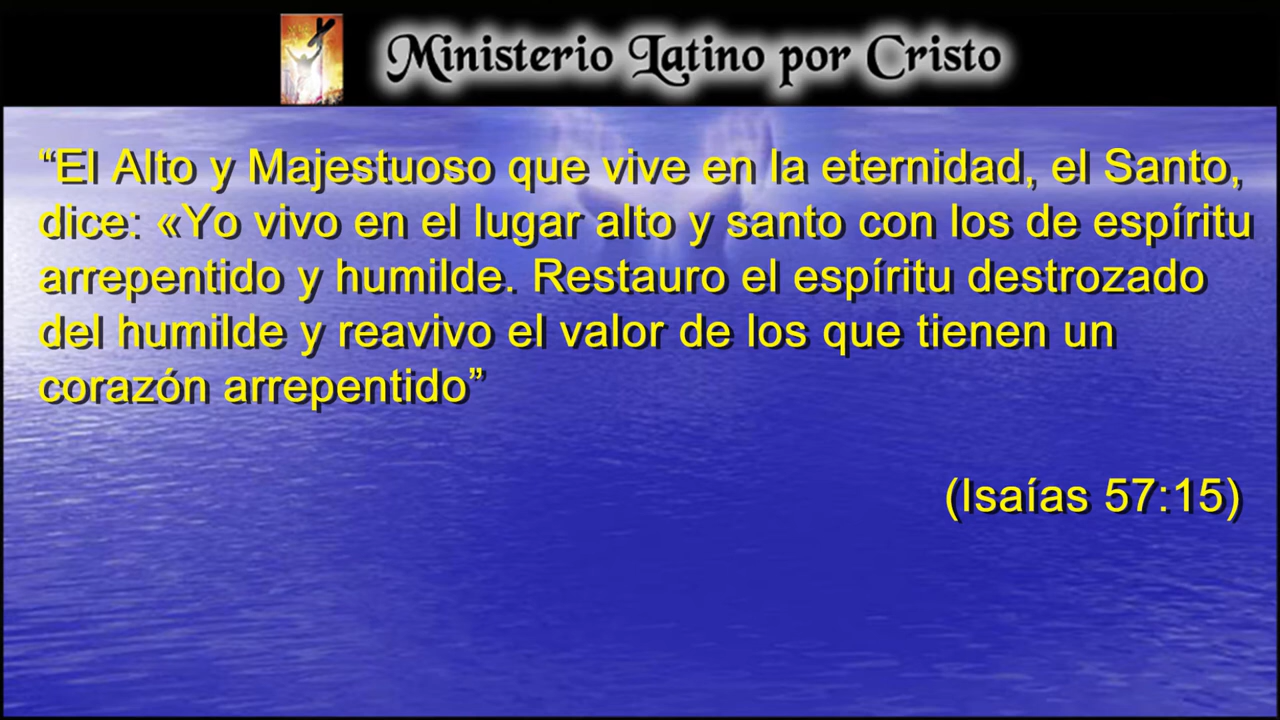 Ministerio Latino por Cristo
“El Alto y Majestuoso que vive en la eternidad, el Santo,
dice: «Yo vivo en el lugar alto y santo con los de espíritu
arrepentido y humilde. Restauro el espíritu destrozado
del humilde y reavivo el valor de los que tienen un
corazón arrepentido”
(Isaías 57:15)